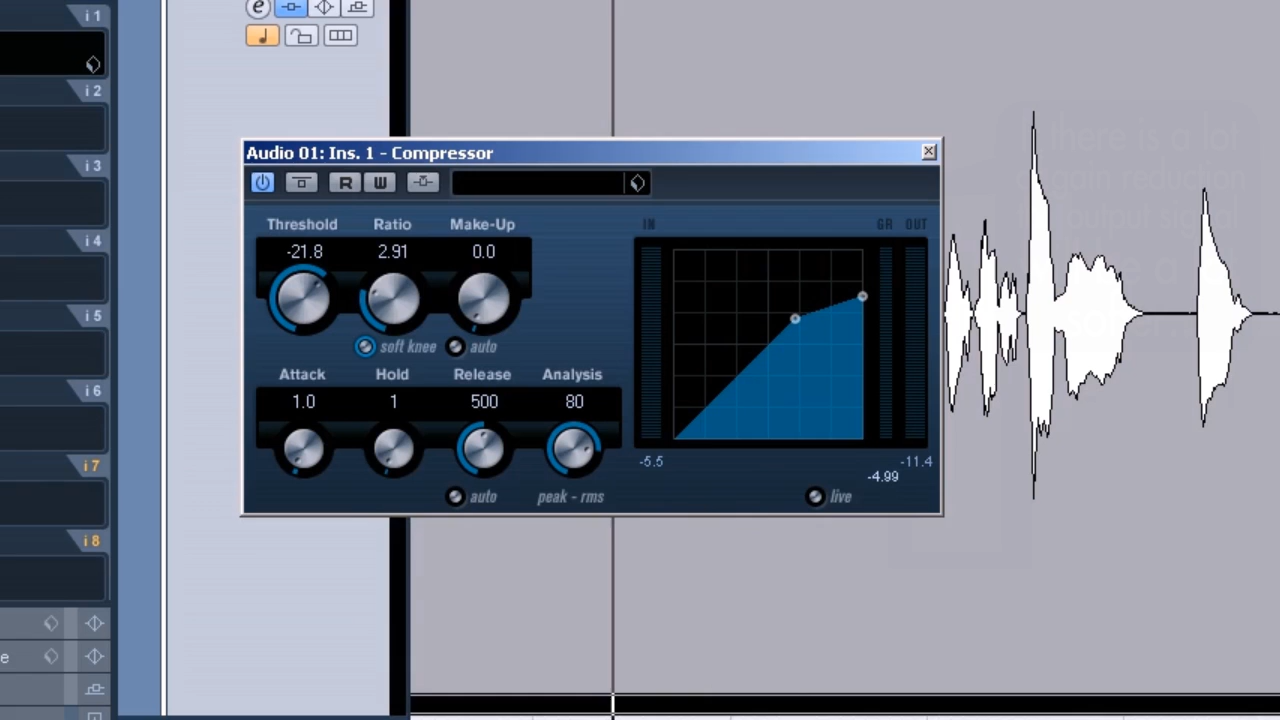 i 1
i 2
i 3
i 4
i 5
i 6
i 7
i 8
e
e
Audio 01: Ins. 1 - Compressor
R W
Threshold Ratio Make-Up
-21.8 2.91 0.0
soft knee auto
Attack Hold Release Analysis
1.0 1 500 80
auto peak - rms
IN GR OUT
-5.5 -4.99 -11.4
live
there is a lot
gain reduction
output signal